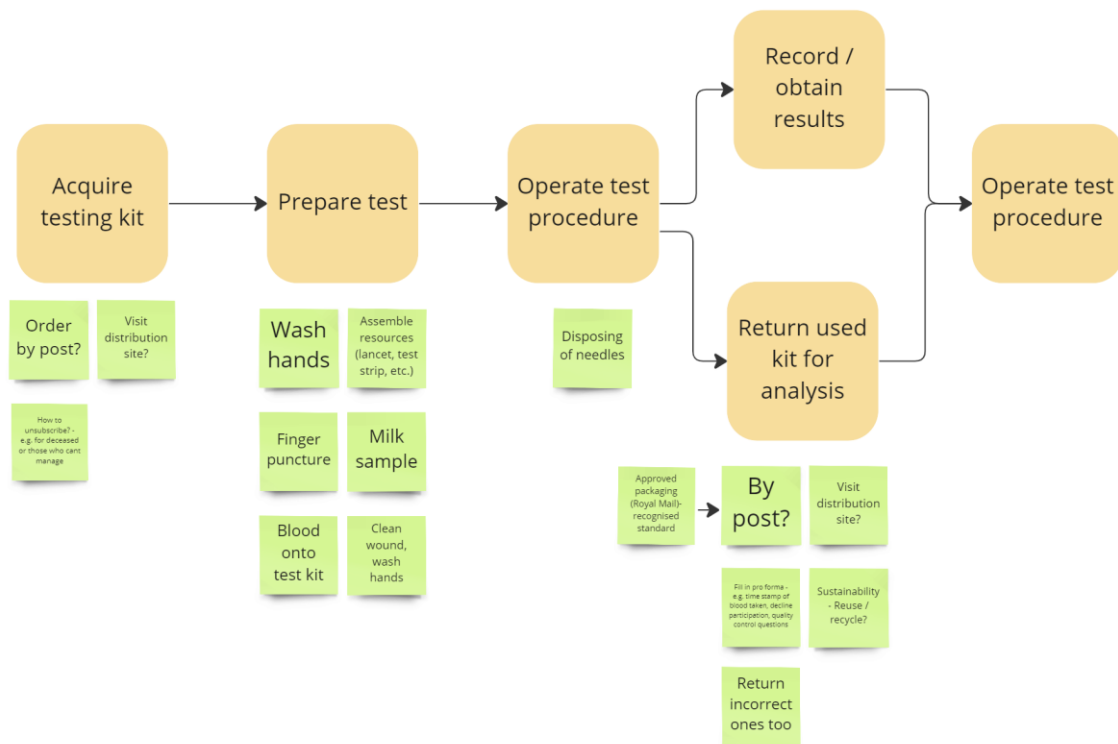 Acquire
testing kit
Prepare test
Operate test
procedure
Record /
obtain
results
Return used
kit for
analysis
Operate test
procedure
Order
by post?
Visit
distribution
site?
How to
unsubscribe? -
e.g. for deceased
or those who cant
manage
Wash
hands
Assemble
resources
(lancet, test
strip, etc.)
Finger
puncture
Milk
sample
Blood
onto
test kit
Clean
wound,
wash
hands
Disposing
of needles
Approved
packaging
(Royal Mail)-
recognised
standard
By
post?
Visit
distribution
site?
Fill in pro forma -
e.g. time stamp of
blood taken, decline
participation, quality
control questions
Sustainability
- Reuse /
recycle?
Return
incorrect
ones too